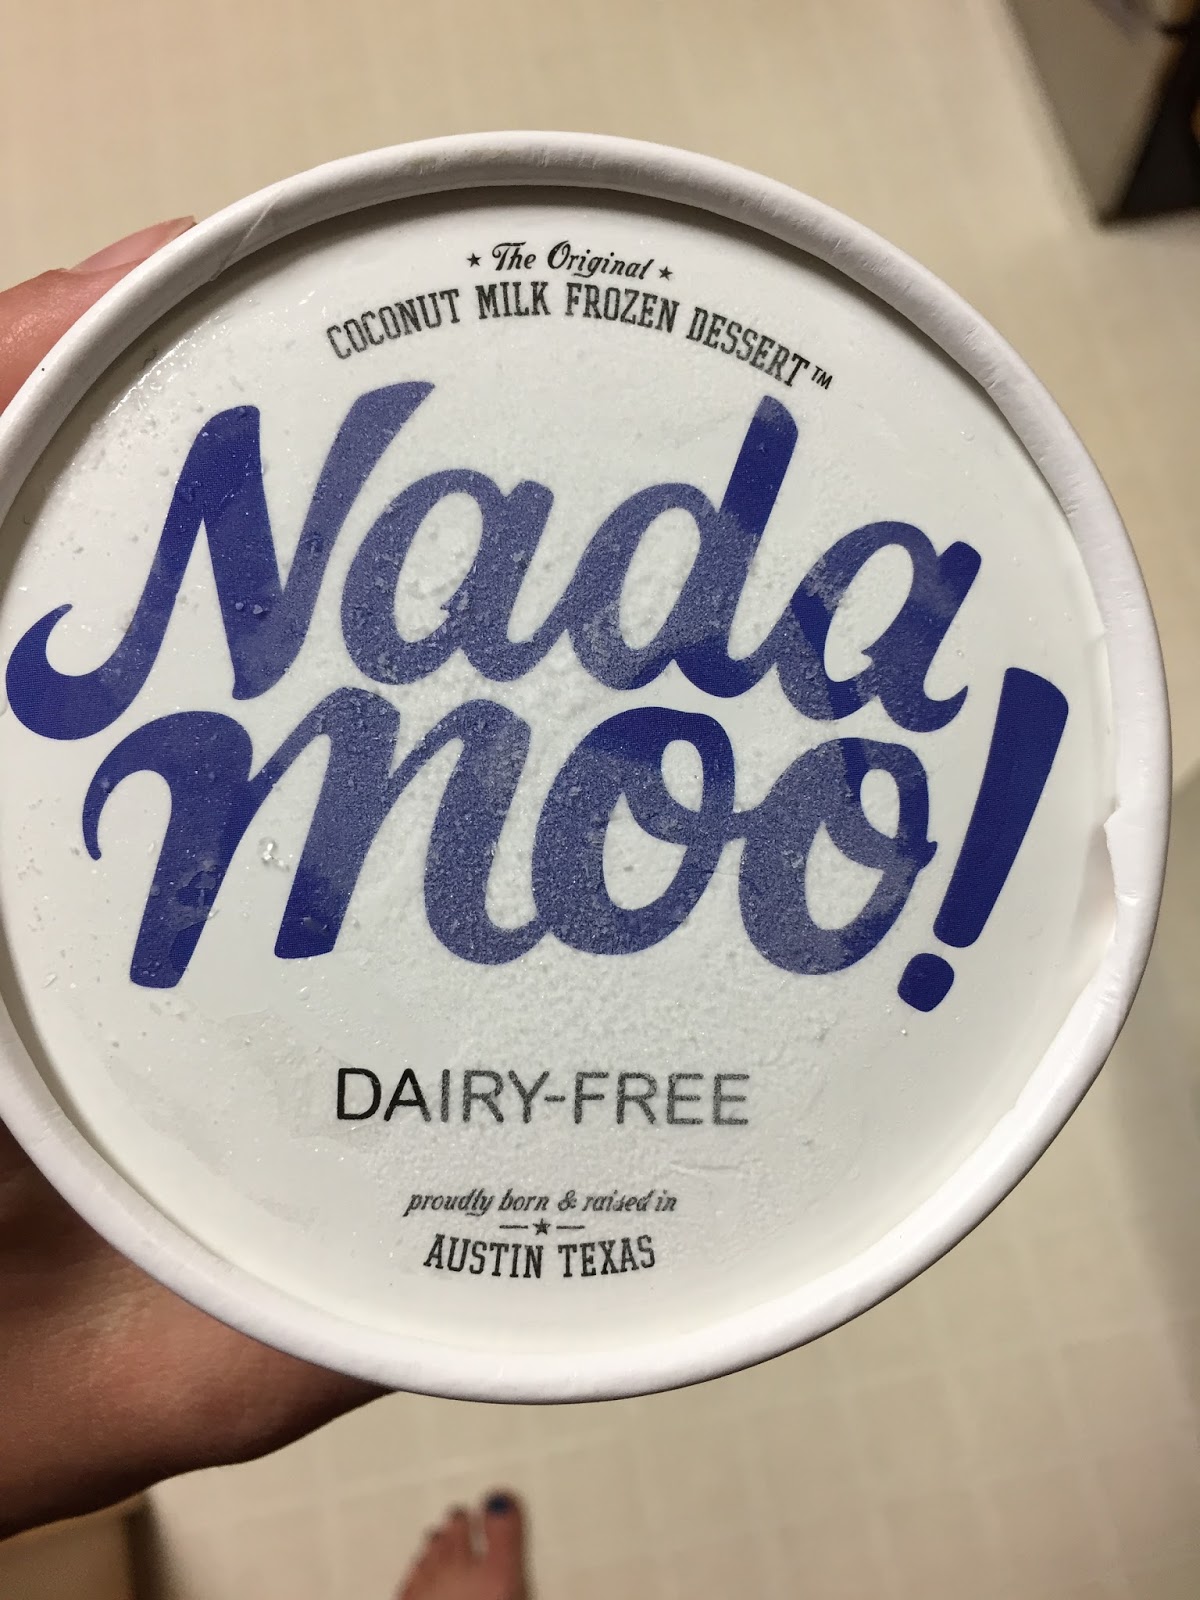 ★ The Original ★
COCONUT MILK FROZEN DESSERT™
Nada
moo!
DAIRY-FREE
proudly born & raised in
★
AUSTIN TEXAS